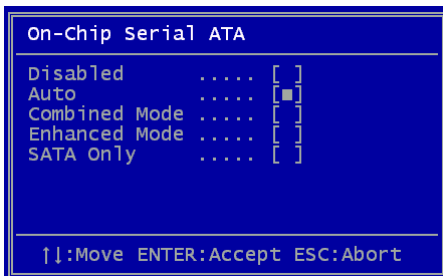 On-Chip Serial ATA
Disabled ..... [ ]
Auto ..... [■]
Combined Mode ..... [ ]
Enhanced Mode ..... [ ]
SATA Only ..... [ ]
↑↓:Move ENTER:Accept ESC:Abort